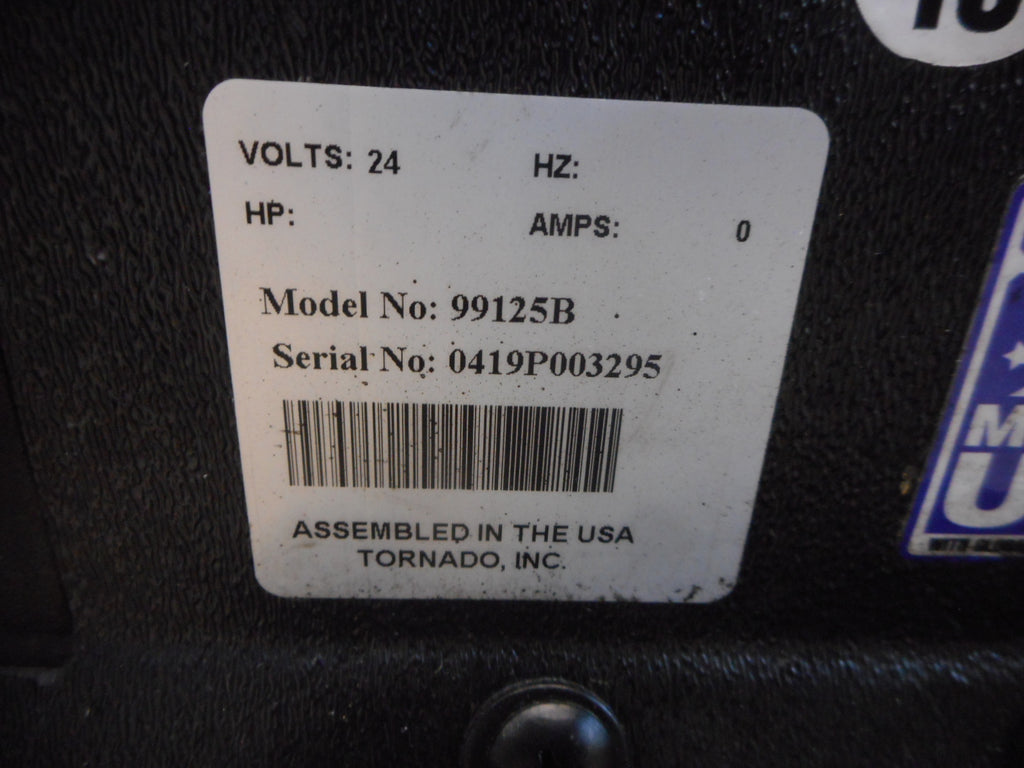 VOLTS: 24 HZ:
HP: AMPS: 0
Model No: 99125B
Serial No: 0419P003295
ASSEMBLED IN THE USA
TORNADO, INC.